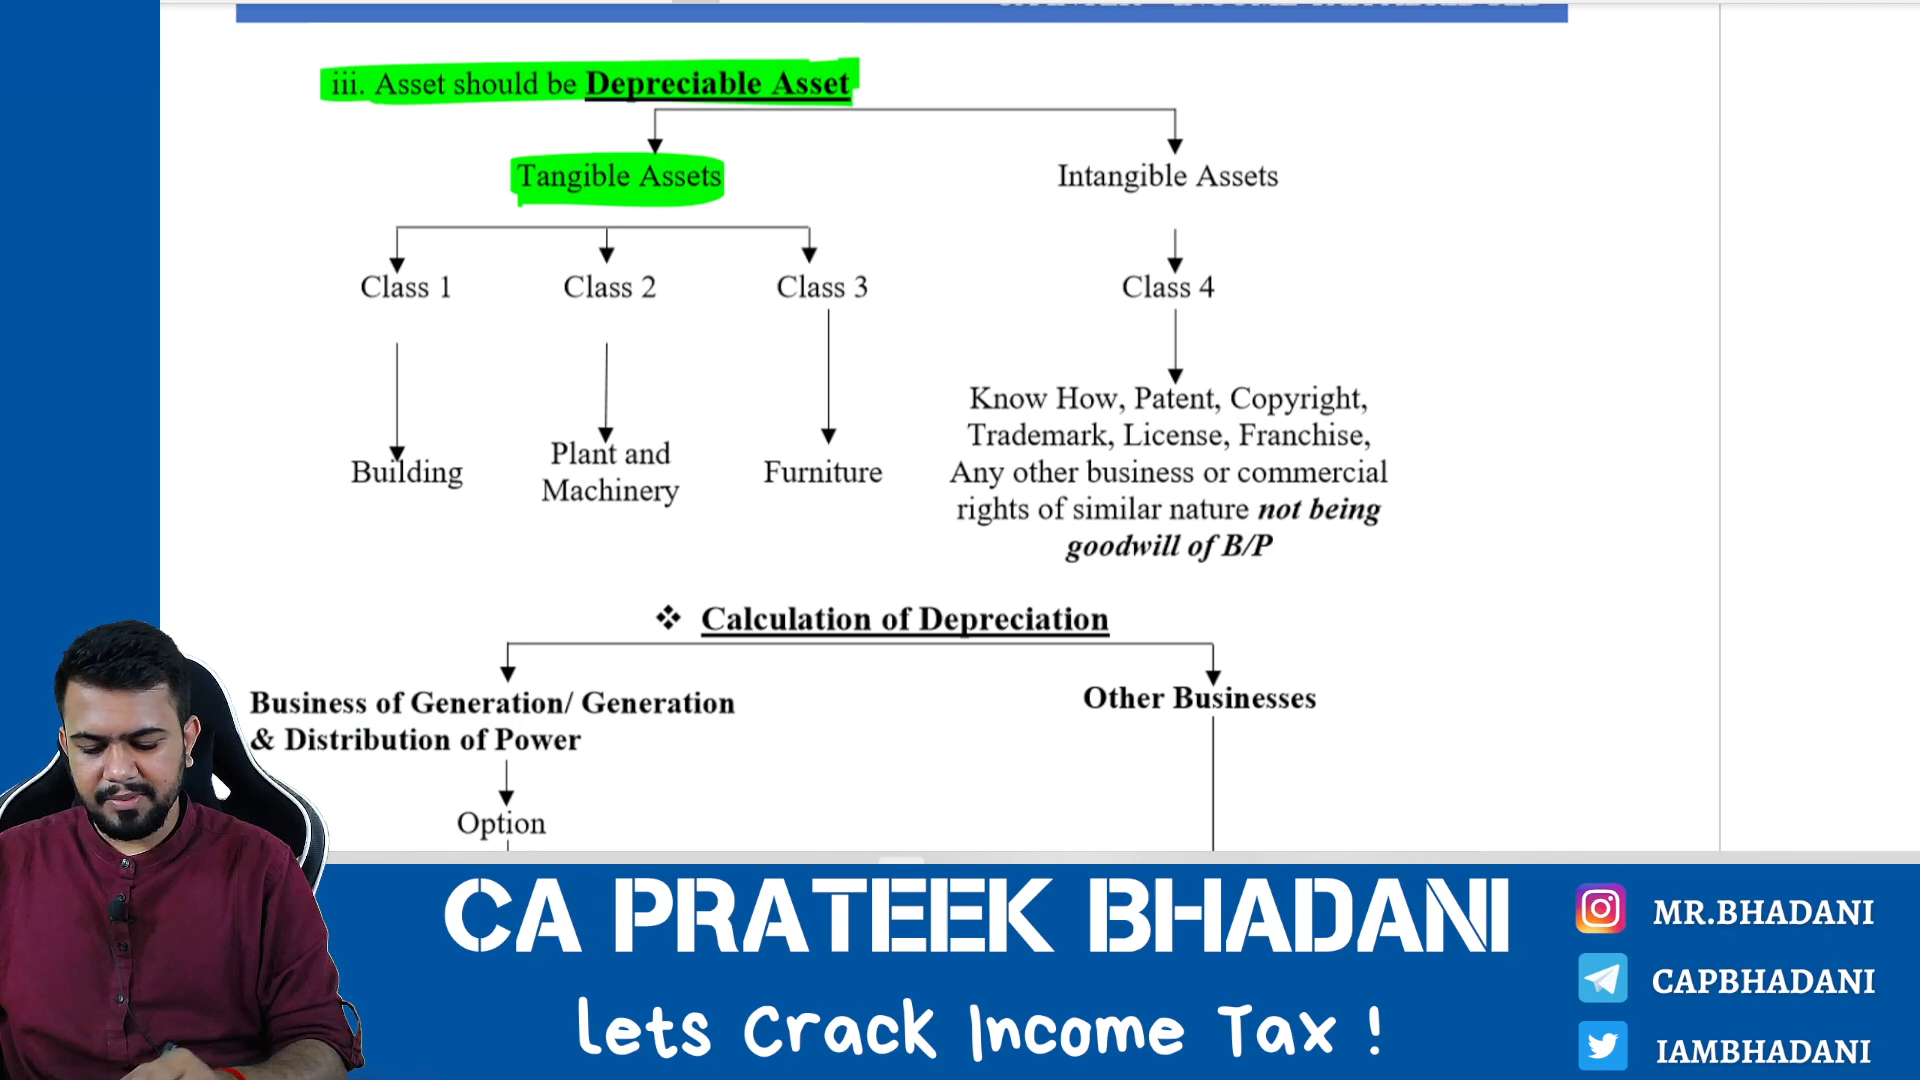 iii. Asset should be Depreciable Asset
Tangible Assets
Intangible Assets
Class 1
Class 2
Class 3
Class 4
Building
Plant and
Machinery
Furniture
Know How, Patent, Copyright,
Trademark, License, Franchise,
Any other business or commercial
rights of similar nature not being
goodwill of B/P
❖ Calculation of Depreciation
Business of Generation/ Generation
& Distribution of Power
Other Businesses
Option
CA PRATEEK BHADANI
Lets Crack Income Tax !
MR.BHADANI
CAPBHADANI
IAMBHADANI